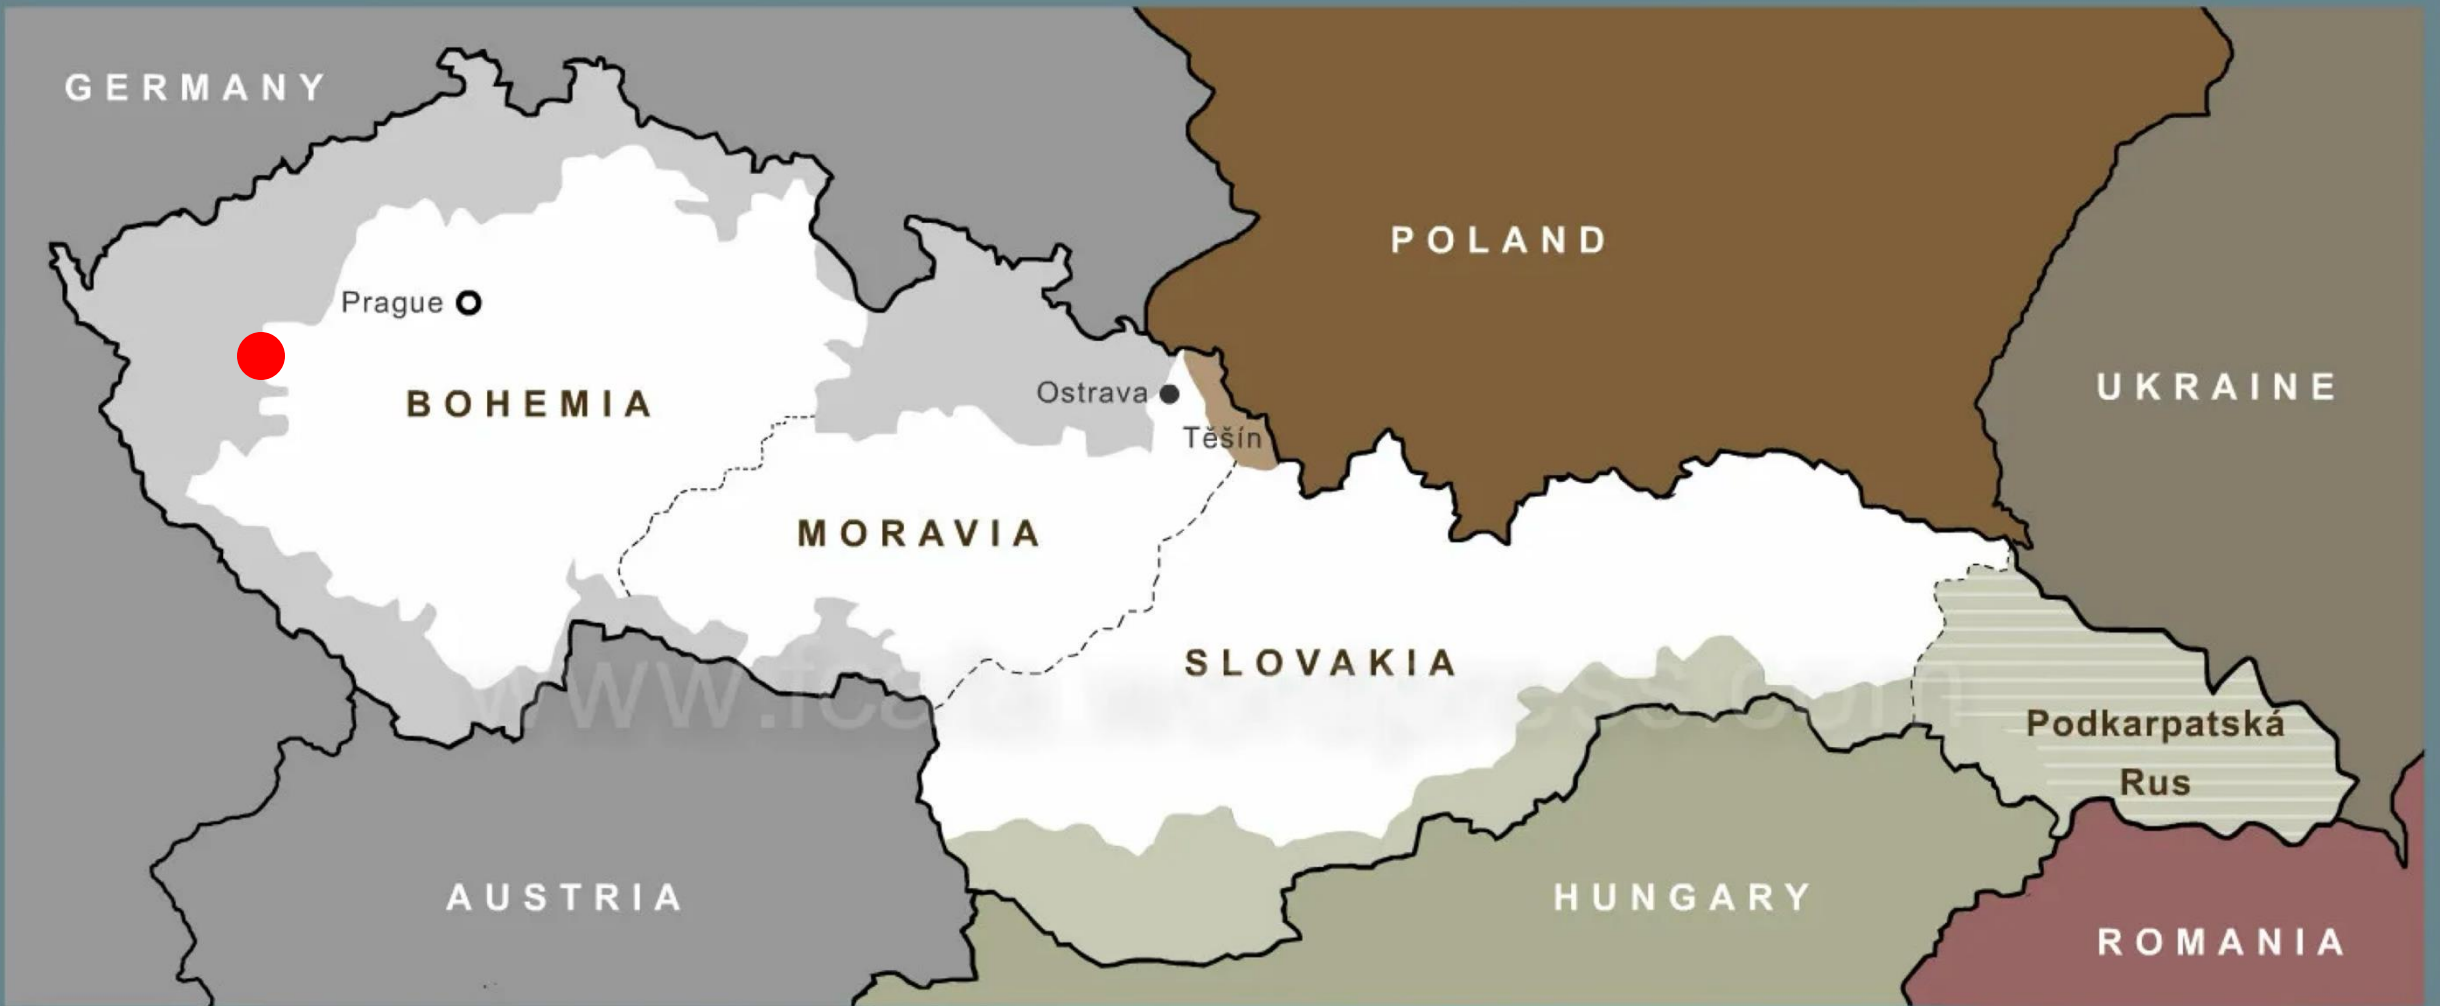 GERMANY
POLAND
Prague
UKRAINE
Ostrava
BOHEMIA
Těšín
MORAVIA
SLOVAKIA
Podkarpatská
Rus
AUSTRIA
HUNGARY
ROMANIA